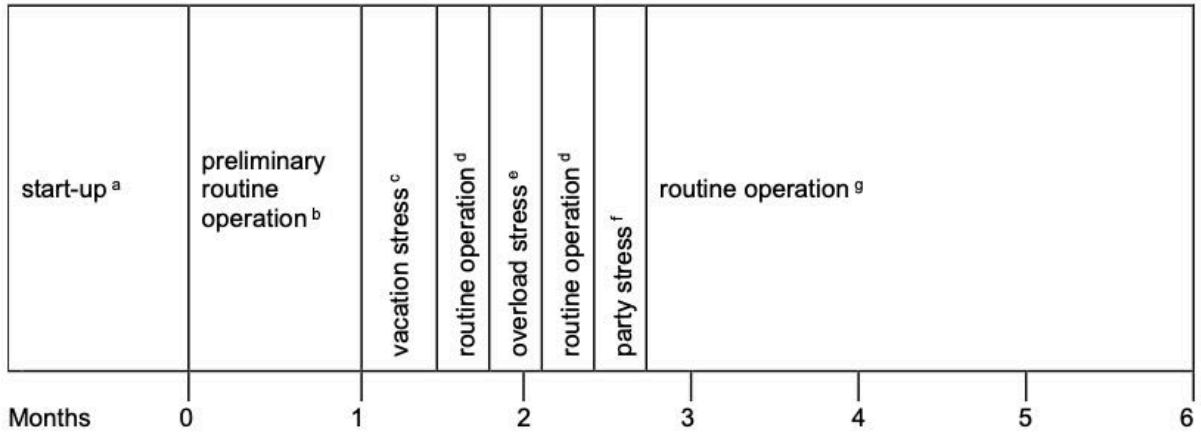 start-up ᵃ
preliminary
routine
operation ᵇ
vacation stress ᶜ
routine operation ᵈ
overload stress ᵉ
routine operation ᵈ
party stress ᶠ
routine operation ᵍ
Months 0 1 2 3 4 5 6